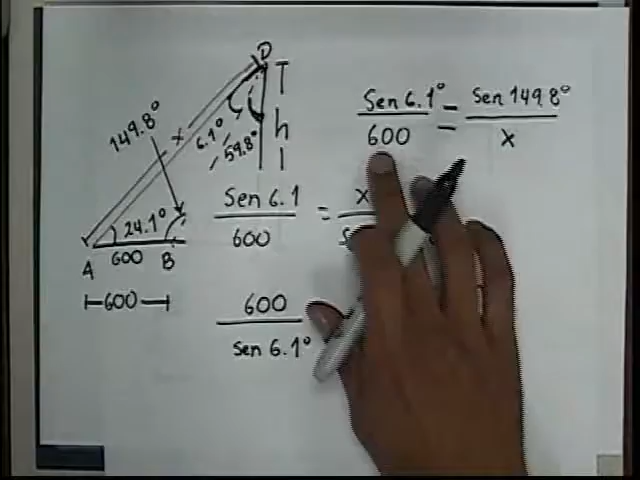 D
T
h
l
149.8°
x
6.1°
59.8°
24.1°
A
600
B
600
Sen 6.1° = Sen 149.8°
600
x
Sen 6.1 = x
600
600
Sen 6.1°